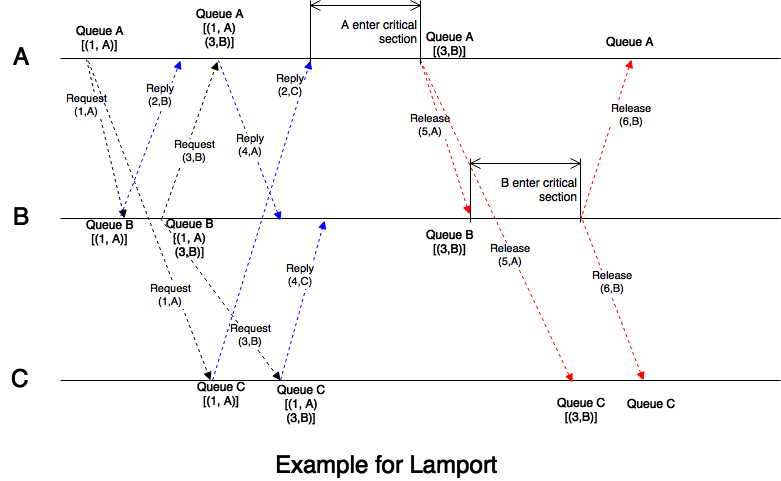 Queue A
[(1, A)]
Queue A
[(1, A)
(3,B)]
A enter critical
section
Queue A
[(3,B)]
Queue A
A
Request
(1,A)
Reply
(2,B)
Request
(3,B)
Reply
(4,A)
Reply
(2,C)
Release
(5,A)
Release
(6,B)
B enter critical
section
B
Queue B
[(1, A)]
Queue B
[(1, A)
(3,B)]
Queue B
[(3,B)]
Release
(5,A)
Release
(6,B)
Request
(1,A)
Reply
(4,C)
Request
(3,B)
C
Queue C
[(1, A)]
Queue C
[(1, A)
(3,B)]
Queue C
[(3,B)]
Queue C
Example for Lamport